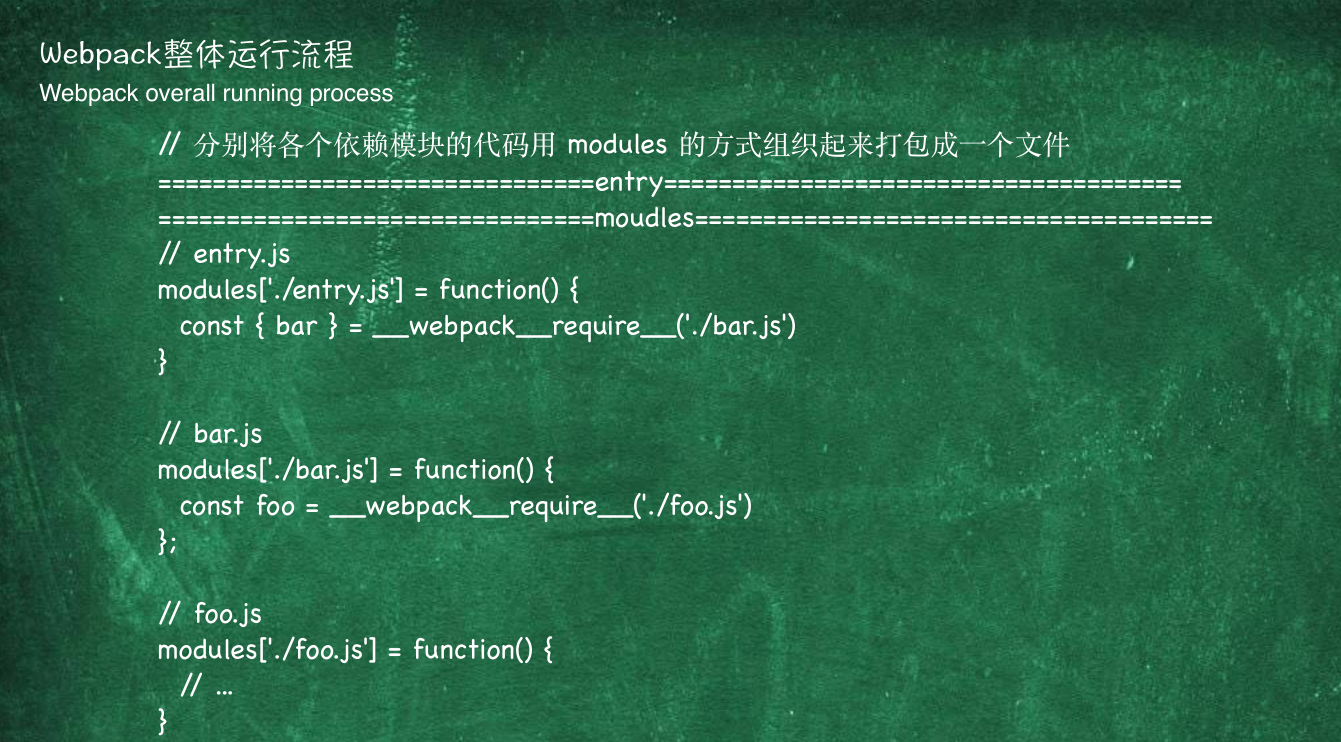 Webpack整体运行流程
Webpack overall running process
// 分别将各个依赖模块的代码用 modules 的方式组织起来打包成一个文件
================================entry======================================
================================moudles======================================
// entry.js
modules['./entry.js'] = function() {
  const { bar } = __webpack__require__('./bar.js')
}
// bar.js
modules['./bar.js'] = function() {
  const foo = __webpack__require__('./foo.js')
};
// foo.js
modules['./foo.js'] = function() {
  // ...
}